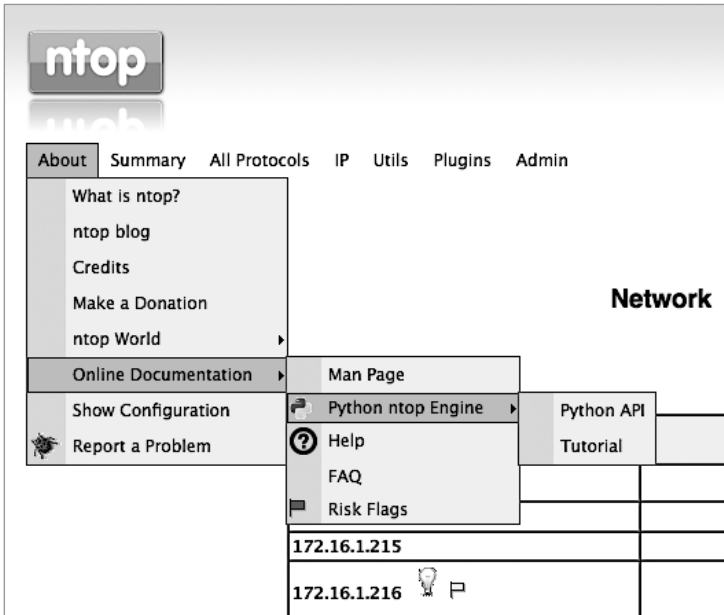 ntop
About Summary All Protocols IP Utils Plugins Admin
What is ntop?
ntop blog
Credits
Make a Donation
ntop World
Online Documentation
Show Configuration
Report a Problem
Man Page
Python ntop Engine
Help
FAQ
Risk Flags
Python API
Tutorial
Network
172.16.1.215
172.16.1.216